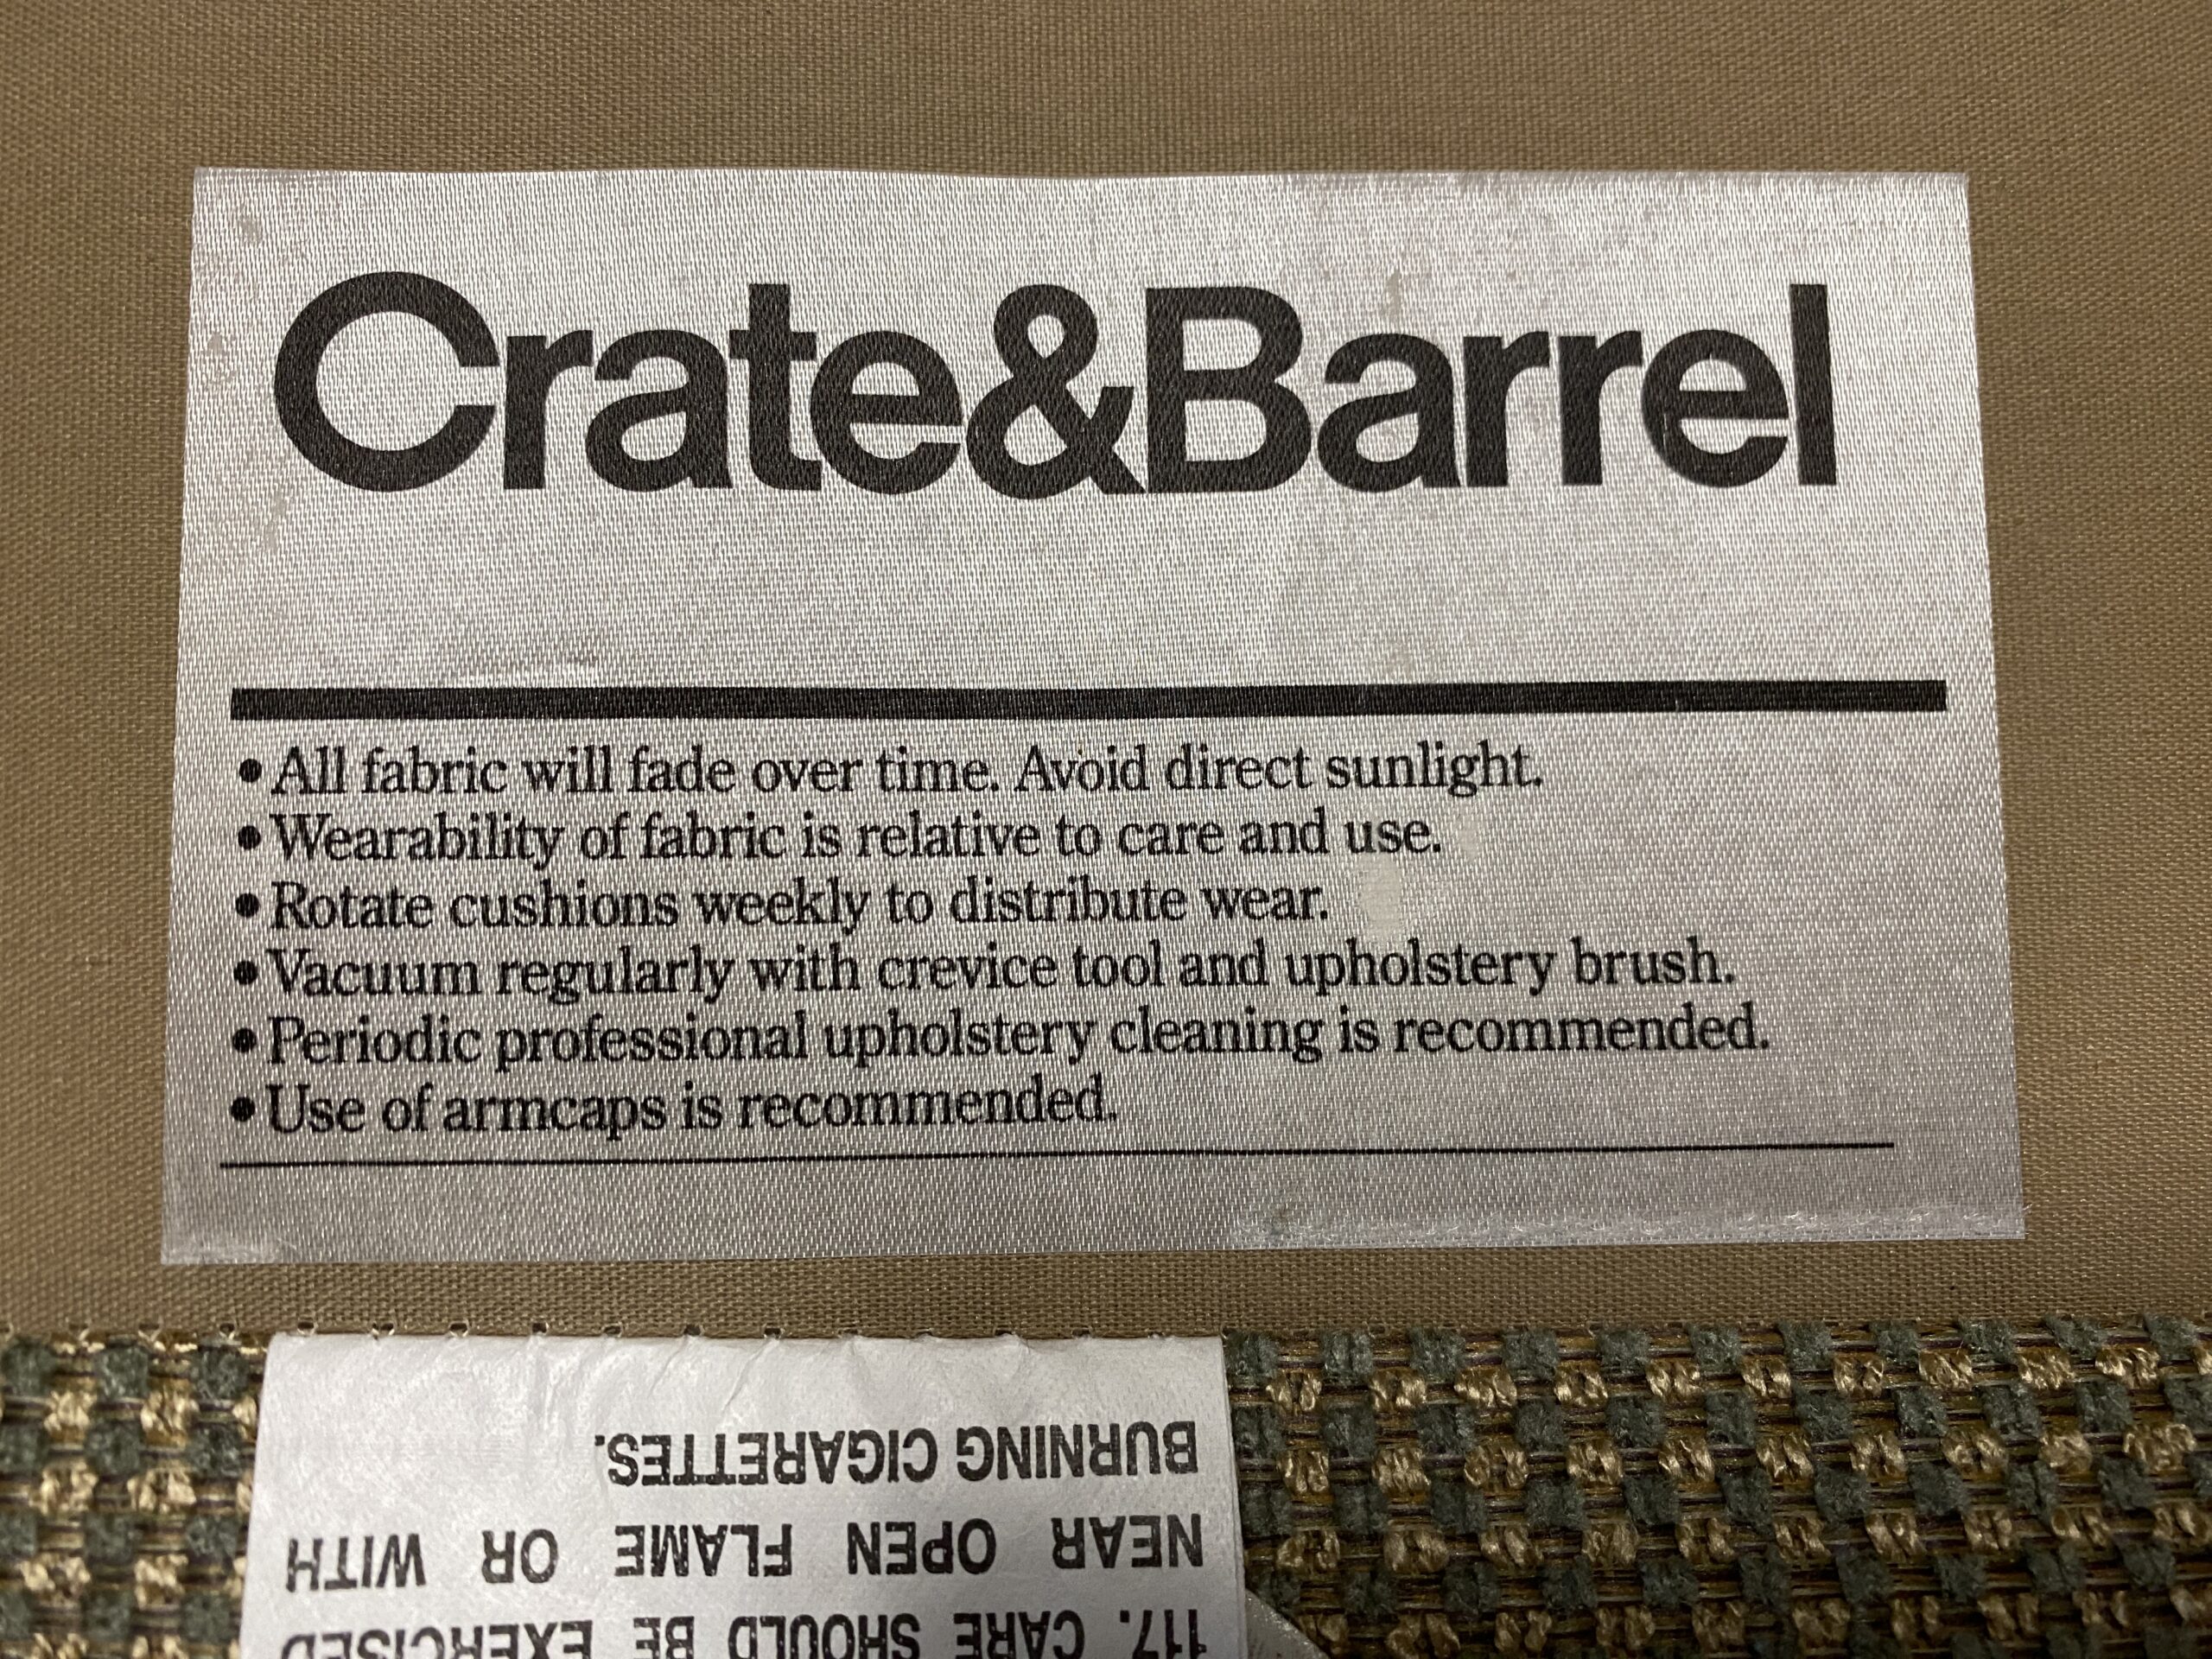 Crate&Barrel
• All fabric will fade over time. Avoid direct sunlight.
• Wearability of fabric is relative to care and use.
• Rotate cushions weekly to distribute wear.
• Vacuum regularly with crevice tool and upholstery brush.
• Periodic professional upholstery cleaning is recommended.
• Use of armcaps is recommended.
117. CARE SHOULD BE EXERCISED
NEAR OPEN FLAME OR WITH
BURNING CIGARETTES.